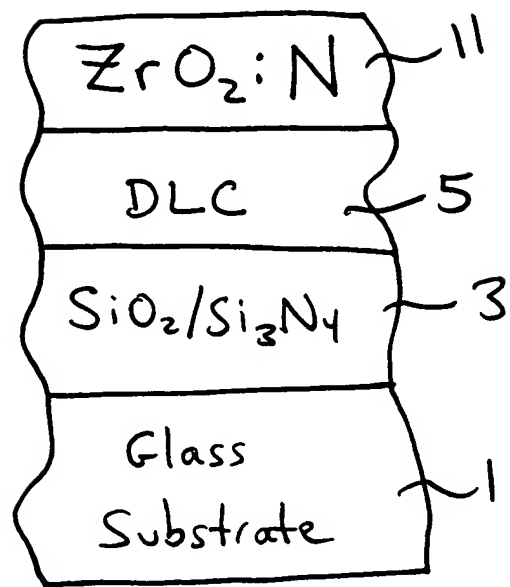 ZrO₂:N 11
DLC 5
SiO₂/Si₃N₄ 3
Glass 1
Substrate